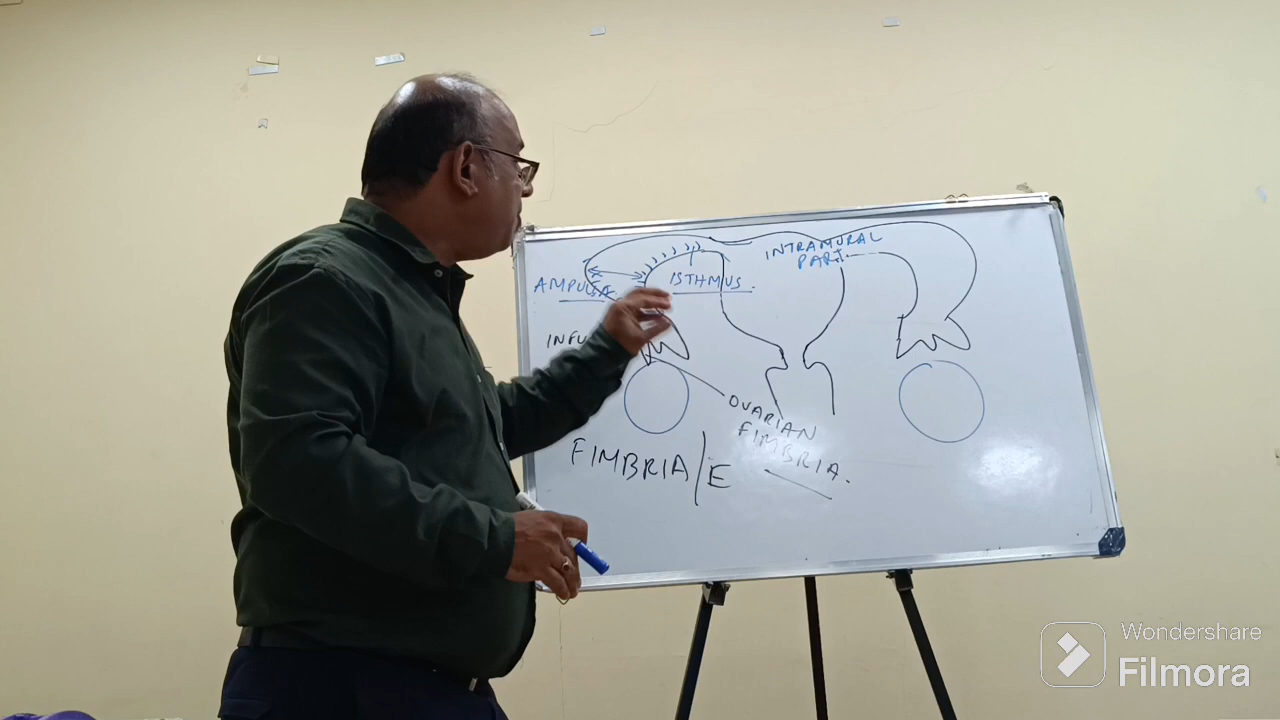 INTRAMURAL
PART
AMPULLA
ISTHMUS.
INFU
OVARIAN
FIMBRIA.
FIMBRIA/E
Wondershare
Filmora